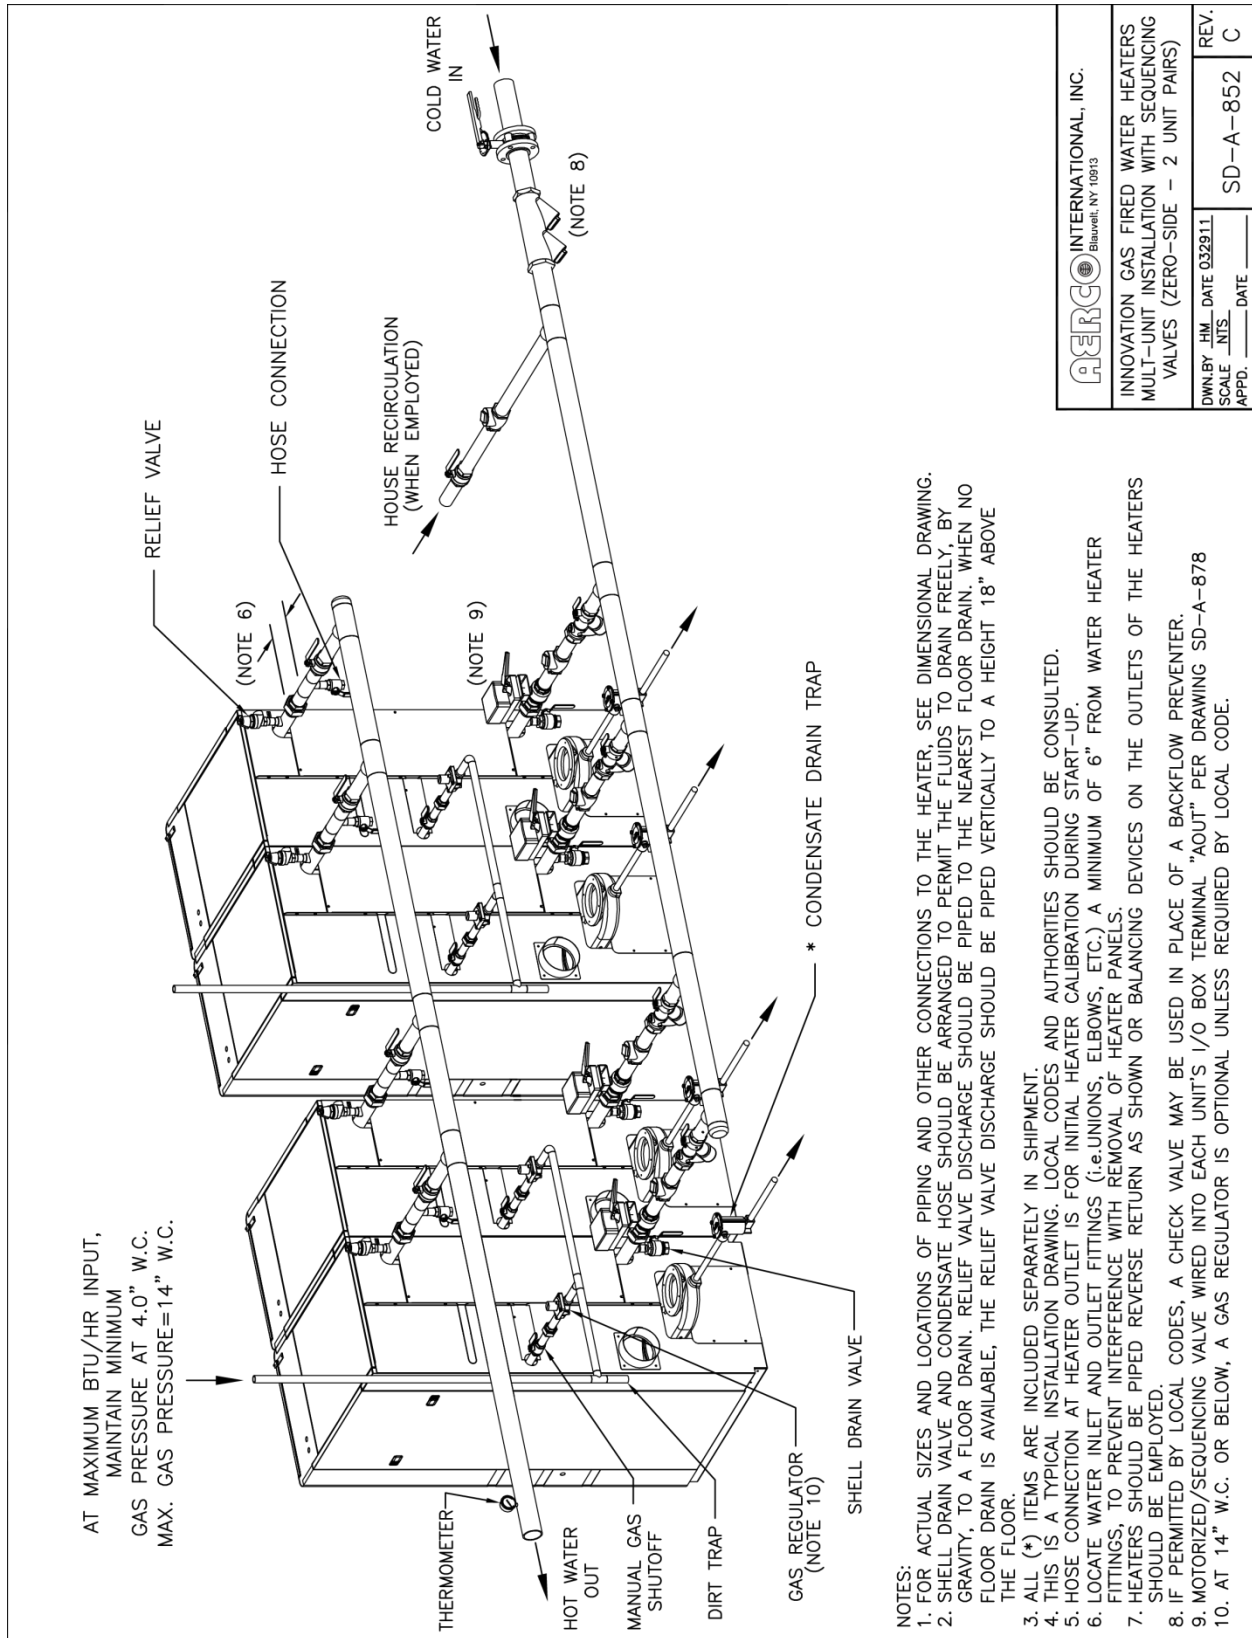 AT MAXIMUM BTU/HR INPUT,
MAINTAIN MINIMUM
GAS PRESSURE AT 4.0" W.C.
MAX. GAS PRESSURE=14" W.C.
RELIEF VALVE
(NOTE 6)
HOSE CONNECTION
COLD WATER
IN
HOUSE RECIRCULATION
(WHEN EMPLOYED)
(NOTE 8)
(NOTE 9)
THERMOMETER
HOT WATER
OUT
MANUAL GAS
SHUTOFF
DIRT TRAP
GAS REGULATOR
(NOTE 10)
SHELL DRAIN VALVE
* CONDENSATE DRAIN TRAP
NOTES:
1. FOR ACTUAL SIZES AND LOCATIONS OF PIPING AND OTHER CONNECTIONS TO THE HEATER, SEE DIMENSIONAL DRAWING.
2. SHELL DRAIN VALVE AND CONDENSATE HOSE SHOULD BE ARRANGED TO PERMIT THE FLUIDS TO DRAIN FREELY, BY
GRAVITY, TO A FLOOR DRAIN. RELIEF VALVE DISCHARGE SHOULD BE PIPED TO THE NEAREST FLOOR DRAIN. WHEN NO
FLOOR DRAIN IS AVAILABLE, THE RELIEF VALVE DISCHARGE SHOULD BE PIPED VERTICALLY TO A HEIGHT 18" ABOVE
THE FLOOR.
3. ALL (*) ITEMS ARE INCLUDED SEPARATELY IN SHIPMENT.
4. THIS IS A TYPICAL INSTALLATION DRAWING. LOCAL CODES AND AUTHORITIES SHOULD BE CONSULTED.
5. HOSE CONNECTION AT HEATER OUTLET IS FOR INITIAL HEATER CALIBRATION DURING START-UP.
6. LOCATE WATER INLET AND OUTLET FITTINGS (i.e.UNIONS, ELBOWS, ETC.) A MINIMUM OF 6" FROM WATER HEATER
FITTINGS, TO PREVENT INTERFERENCE WITH REMOVAL OF HEATER PANELS.
7. HEATERS SHOULD BE PIPED REVERSE RETURN AS SHOWN OR BALANCING DEVICES ON THE OUTLETS OF THE HEATERS
SHOULD BE EMPLOYED.
8. IF PERMITTED BY LOCAL CODES, A CHECK VALVE MAY BE USED IN PLACE OF A BACKFLOW PREVENTER.
9. MOTORIZED/SEQUENCING VALVE WIRED INTO EACH UNIT'S I/O BOX TERMINAL "AOUT" PER DRAWING SD-A-878
10. AT 14" W.C. OR BELOW, A GAS REGULATOR IS OPTIONAL UNLESS REQUIRED BY LOCAL CODE.
AERCO INTERNATIONAL, INC.
Blauvelt, NY 10913
INNOVATION GAS FIRED WATER HEATERS
MULT-UNIT INSTALLATION WITH SEQUENCING
VALVES (ZERO-SIDE - 2 UNIT PAIRS)
DWN.BY HM DATE 032911
SCALE NTS
APPD. DATE
SD-A-852
REV.
C